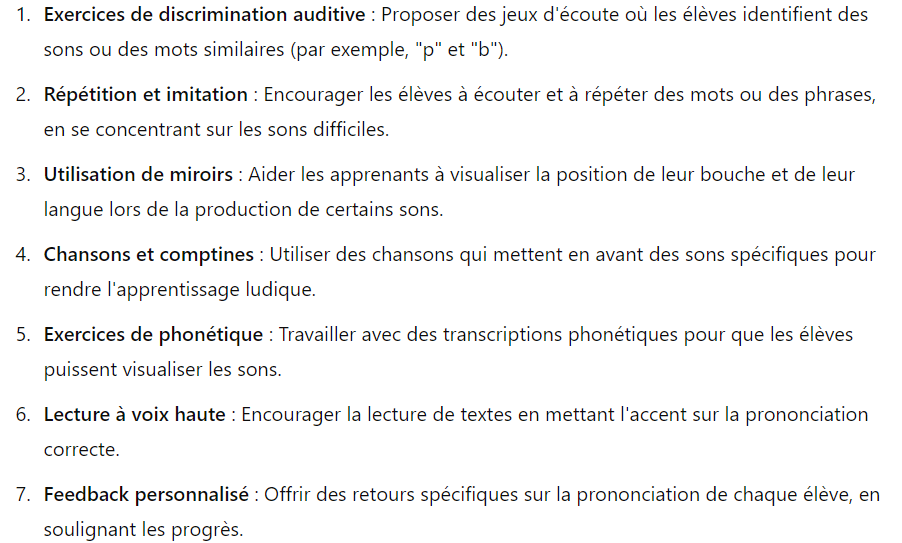 1. Exercices de discrimination auditive : Proposer des jeux d'écoute où les élèves identifient des
sons ou des mots similaires (par exemple, "p" et "b").
2. Répétition et imitation : Encourager les élèves à écouter et à répéter des mots ou des phrases,
en se concentrant sur les sons difficiles.
3. Utilisation de miroirs : Aider les apprenants à visualiser la position de leur bouche et de leur
langue lors de la production de certains sons.
4. Chansons et comptines : Utiliser des chansons qui mettent en avant des sons spécifiques pour
rendre l'apprentissage ludique.
5. Exercices de phonétique : Travailler avec des transcriptions phonétiques pour que les élèves
puissent visualiser les sons.
6. Lecture à voix haute : Encourager la lecture de textes en mettant l'accent sur la prononciation
correcte.
7. Feedback personnalisé : Offrir des retours spécifiques sur la prononciation de chaque élève, en
soulignant les progrès.